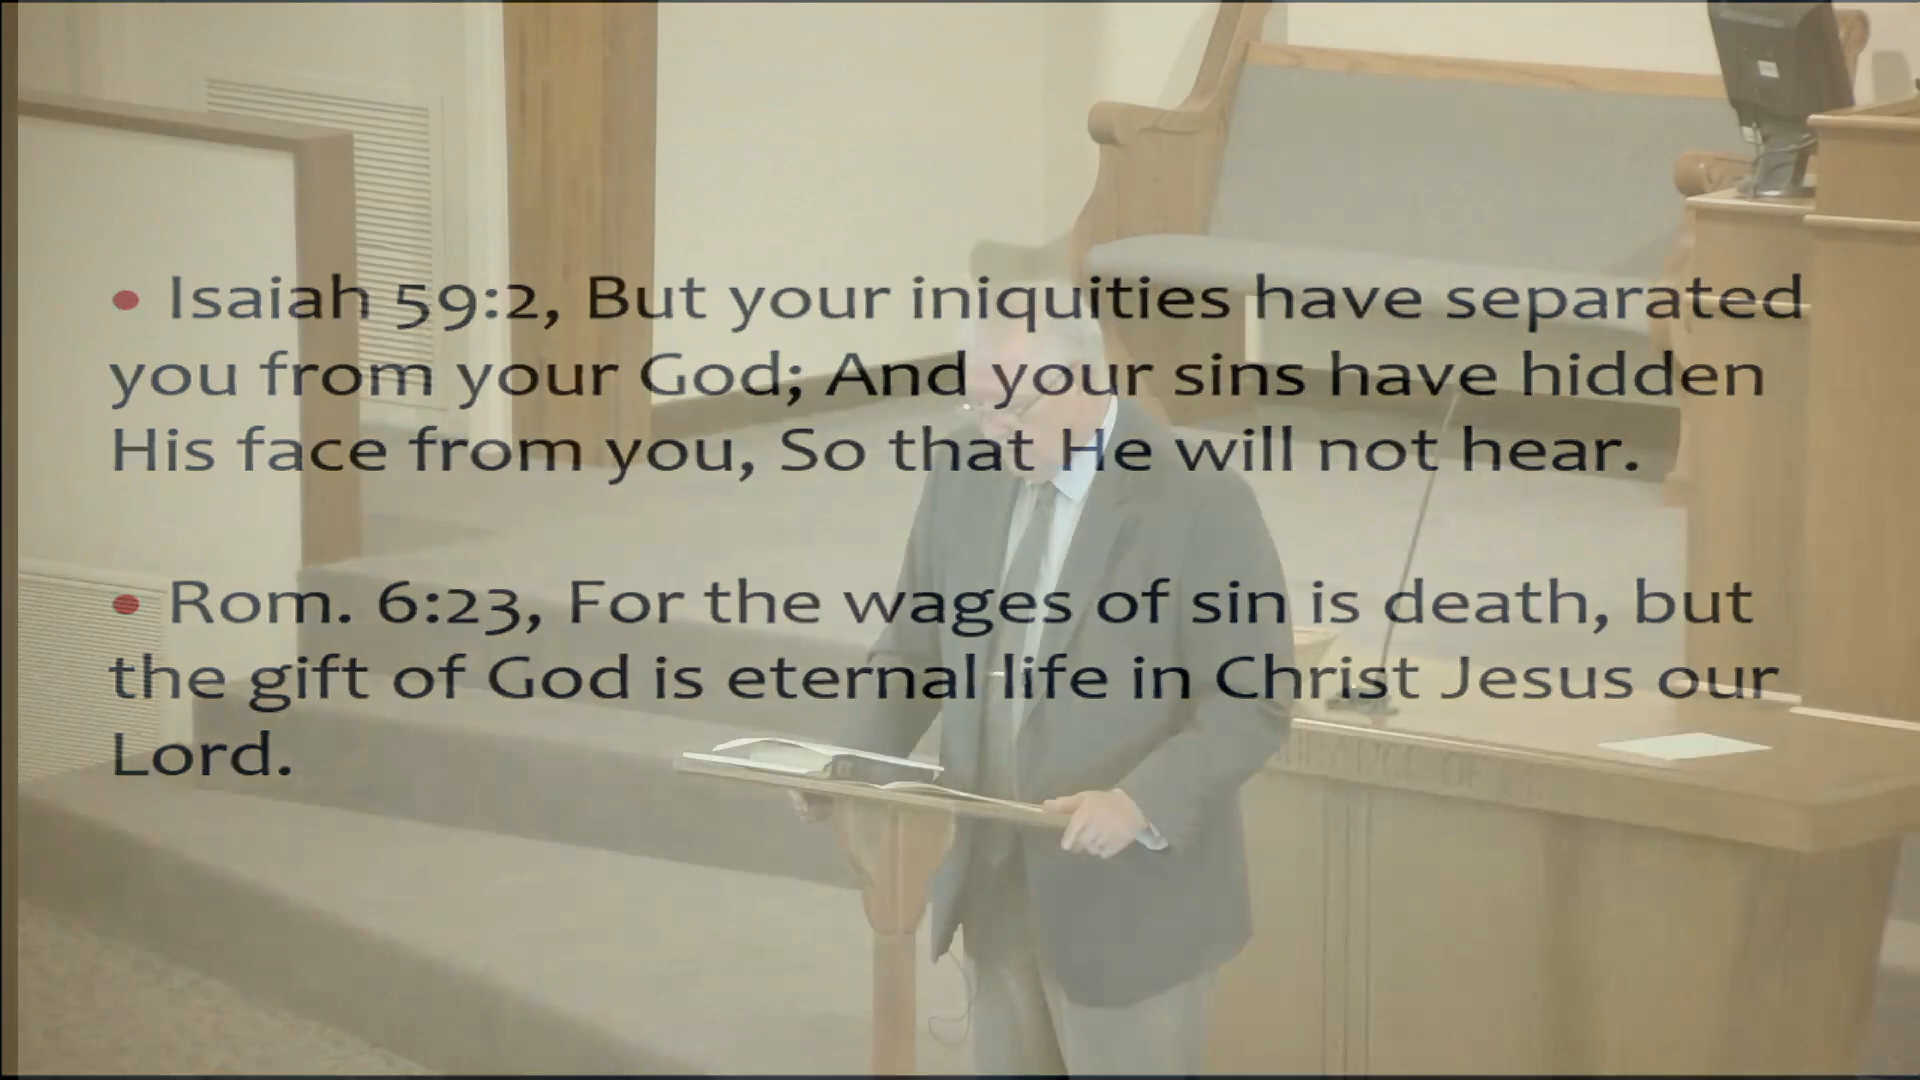 • Isaiah 59:2, But your iniquities have separated
you from your God; And your sins have hidden
His face from you, So that He will not hear.
• Rom. 6:23, For the wages of sin is death, but
the gift of God is eternal life in Christ Jesus our
Lord.